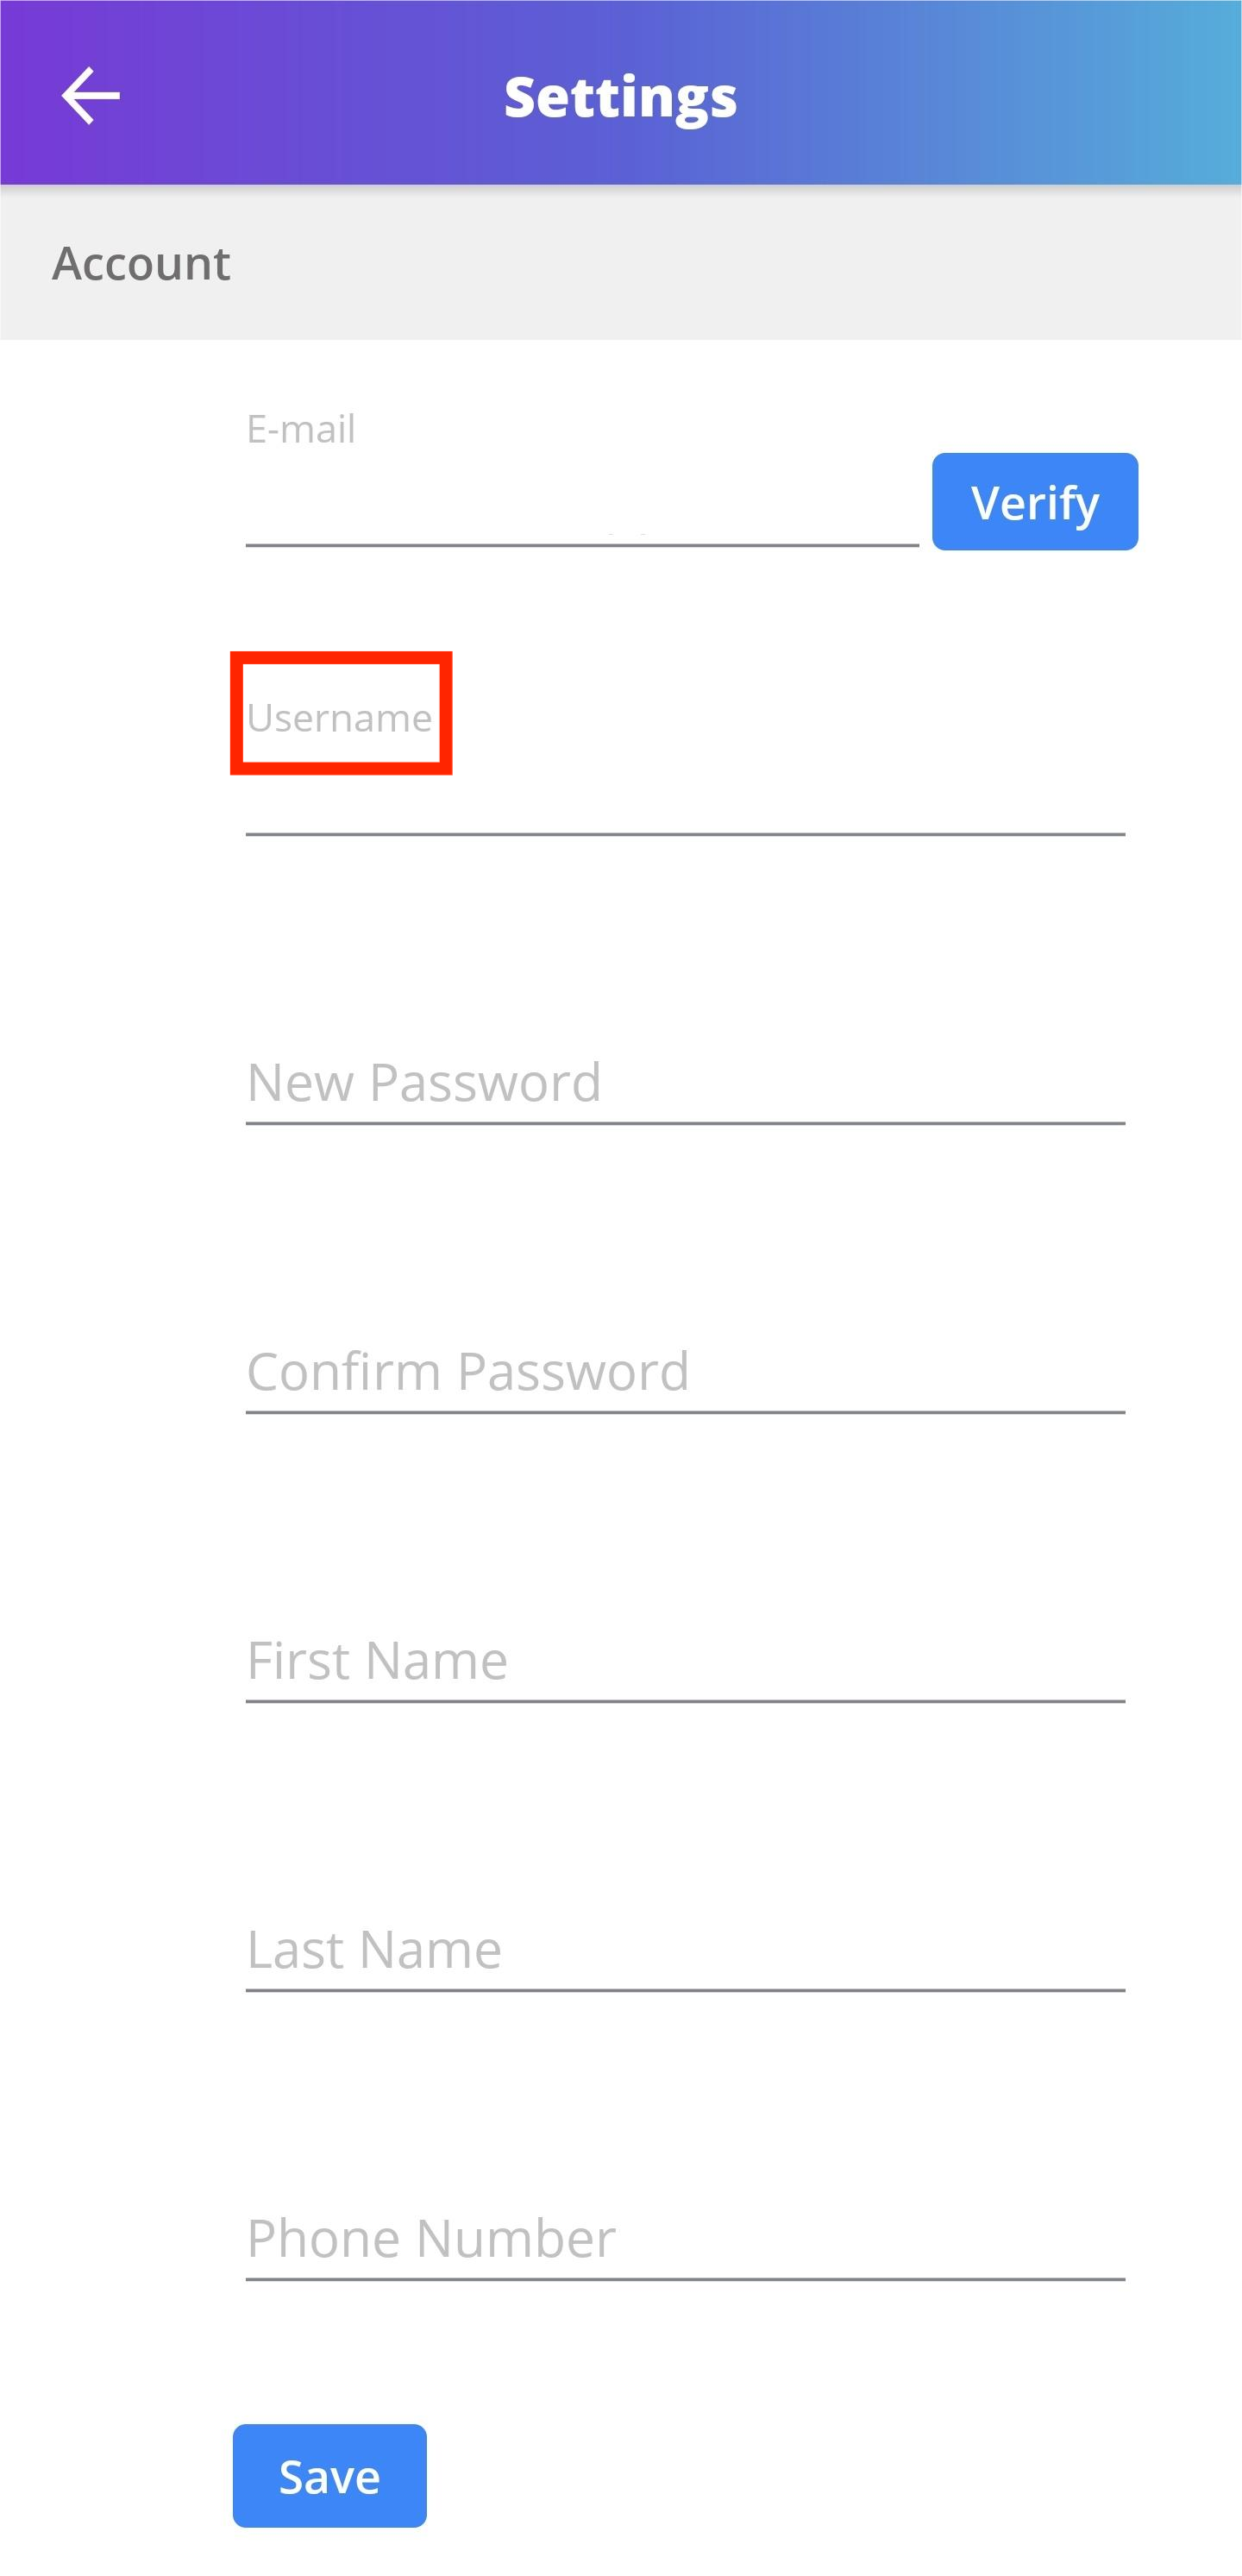 Settings
Account
E-mail
Verify
Username
New Password
Confirm Password
First Name
Last Name
Phone Number
Save